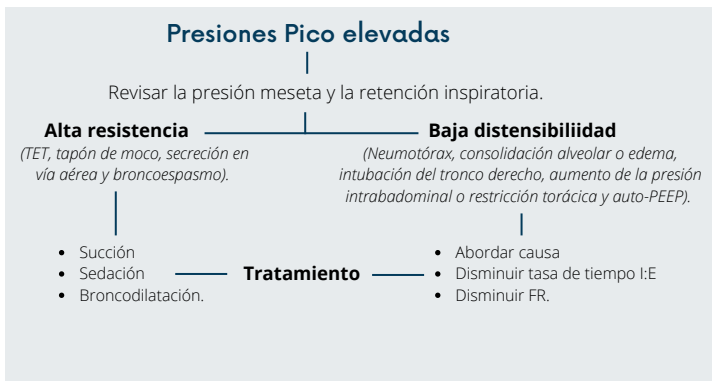 Presiones Pico elevadas
Revisar la presión meseta y la retención inspiratoria.
Alta resistencia
(TET, tapón de moco, secreción en
vía aérea y broncoespasmo).
Baja distensibiliidad
(Neumotórax, consolidación alveolar o edema,
intubación del tronco derecho, aumento de la presión
intrabadominal o restricción torácica y auto-PEEP).
• Succión
• Sedación
• Broncodilatación.
Tratamiento
• Abordar causa
• Disminuir tasa de tiempo I:E
• Disminuir FR.